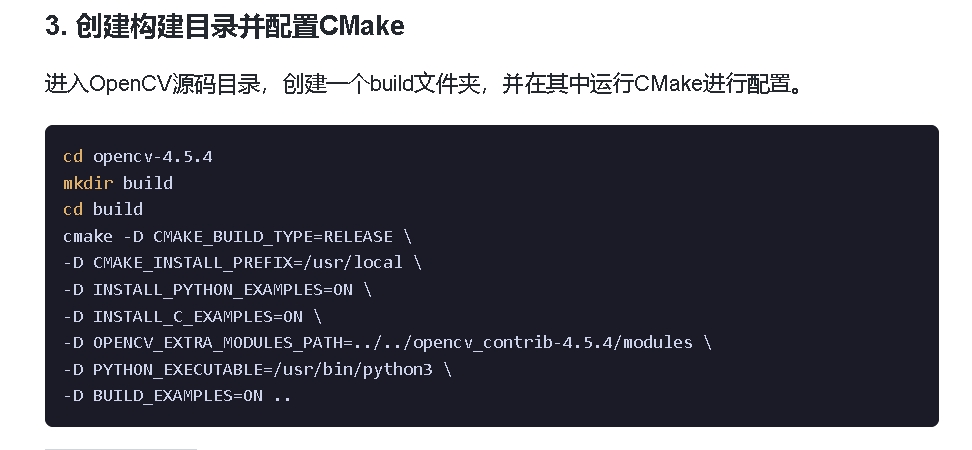 3. 创建构建目录并配置CMake
进入OpenCV源码目录，创建一个build文件夹，并在其中运行CMake进行配置。
cd opencv-4.5.4
mkdir build
cd build
cmake -D CMAKE_BUILD_TYPE=RELEASE \
-D CMAKE_INSTALL_PREFIX=/usr/local \
-D INSTALL_PYTHON_EXAMPLES=ON \
-D INSTALL_C_EXAMPLES=ON \
-D OPENCV_EXTRA_MODULES_PATH=../../opencv_contrib-4.5.4/modules \
-D PYTHON_EXECUTABLE=/usr/bin/python3 \
-D BUILD_EXAMPLES=ON ..